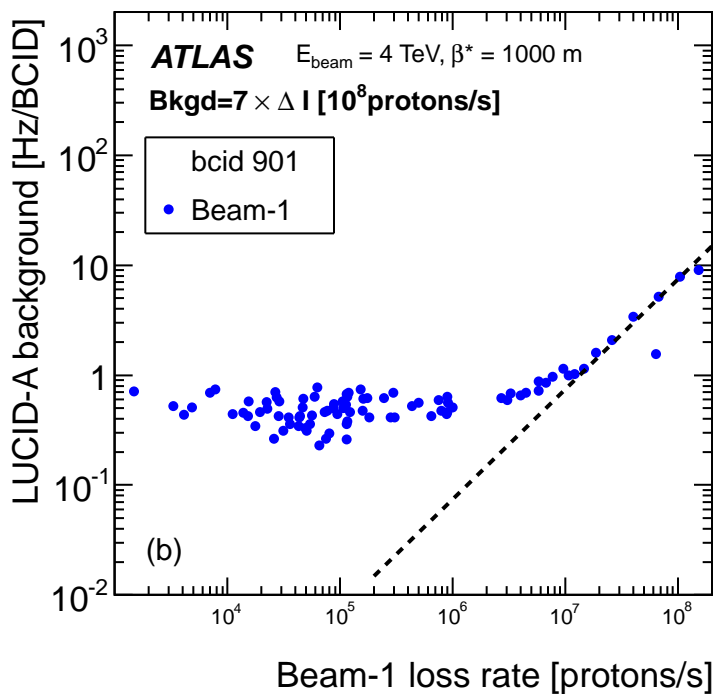 ATLAS E_beam = 4 TeV, β* = 1000 m
Bkgd=7 × Δ I [10^8protons/s]
bcid 901
Beam-1
(b)
LUCID-A background [Hz/BCID]
10^3
10^2
10
1
10^-1
10^-2
10^4 10^5 10^6 10^7 10^8
Beam-1 loss rate [protons/s]